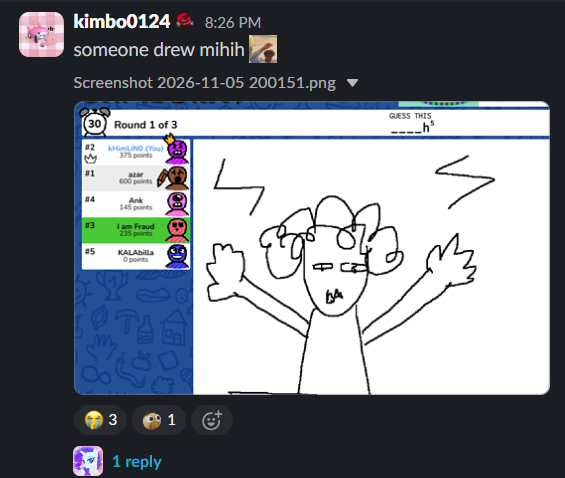 kimbo0124 8:26 PM
someone drew mihih
Screenshot 2026-11-05 200151.png
30 Round 1 of 3
GUESS THIS
____h⁵
#2 kHimLiN0 (You)
375 points
#1 azar
600 points
#4 Ank
145 points
#3 I am Fraud
235 points
#5 KALAbilla
0 points
3 1
1 reply